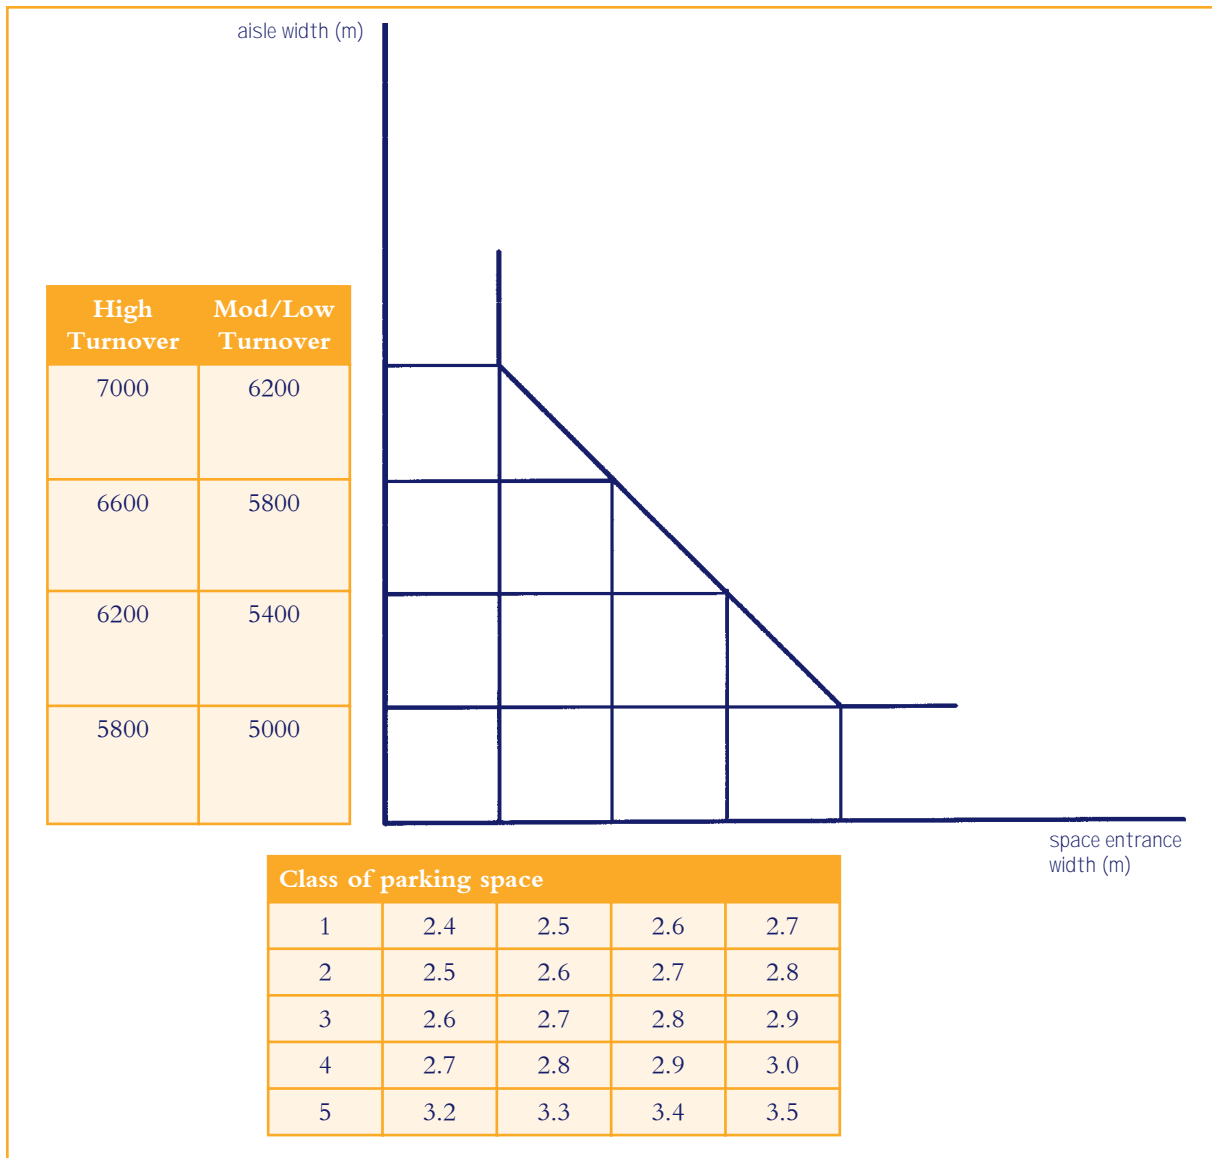 aisle width (m)
High Mod/Low
Turnover Turnover
7000 6200
6600 5800
6200 5400
5800 5000
space entrance
width (m)
Class of parking space
1 2.4 2.5 2.6 2.7
2 2.5 2.6 2.7 2.8
3 2.6 2.7 2.8 2.9
4 2.7 2.8 2.9 3.0
5 3.2 3.3 3.4 3.5